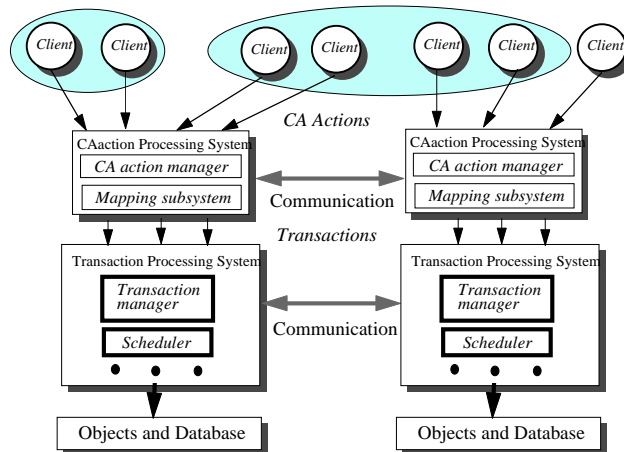 Client
Client
Client
Client
Client
Client
Client
CA Actions
CAaction Processing System
CA action manager
Mapping subsystem
CAaction Processing System
CA action manager
Mapping subsystem
Communication
Transactions
Transaction Processing System
Transaction
manager
Scheduler
Transaction Processing System
Transaction
manager
Scheduler
Communication
Objects and Database
Objects and Database